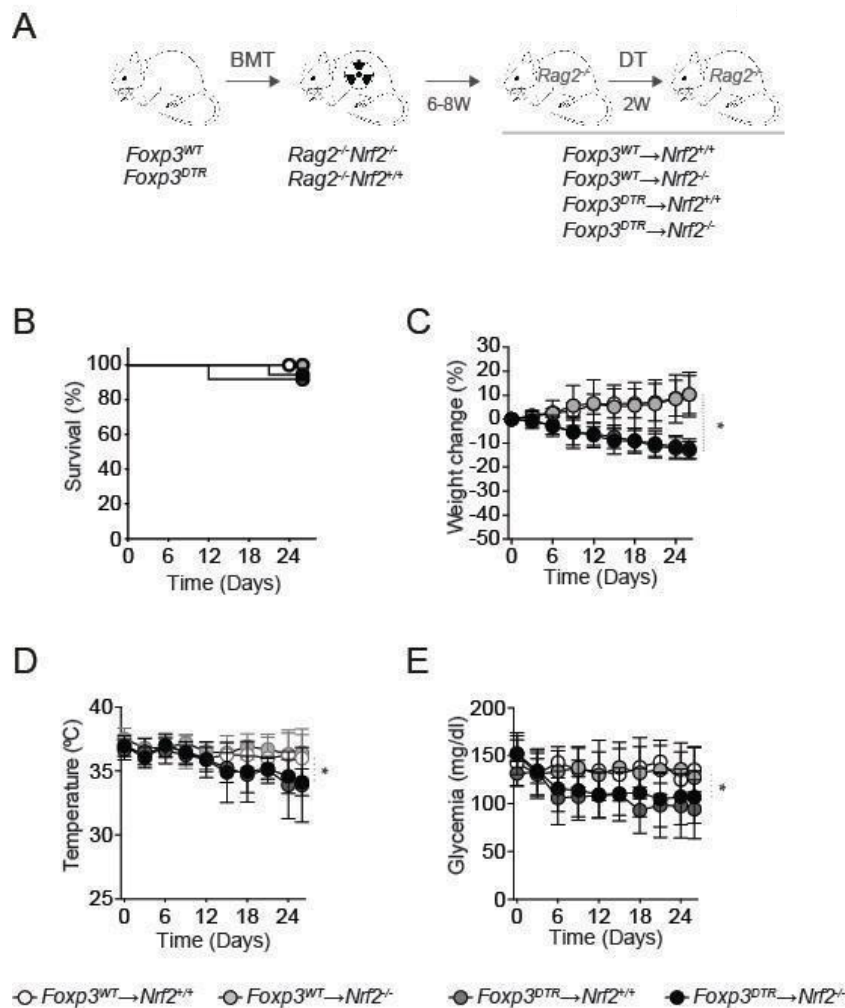 A
BMT
DT
6-8W
2W
Rag2-/-
Rag2-/-
Foxp3WT
Foxp3DTR
Rag2-/-Nrf2-/-
Rag2-/-Nrf2+/+
Foxp3WT→Nrf2+/+
Foxp3WT→Nrf2-/-
Foxp3DTR→Nrf2+/+
Foxp3DTR→Nrf2-/-
B
Survival (%)
100
80
60
40
20
0
0 6 12 18 24
Time (Days)
C
Weight change (%)
30
20
10
0
-10
-20
-30
-40
-50
*
0 6 12 18 24
Time (Days)
D
Temperature (ºC)
40
35
30
25
*
0 6 12 18 24
Time (Days)
E
Glycemia (mg/dl)
200
150
100
50
0
*
0 6 12 18 24
Time (Days)
Foxp3WT→Nrf2+/+ Foxp3WT→Nrf2-/- Foxp3DTR→Nrf2+/+ Foxp3DTR→Nrf2-/-